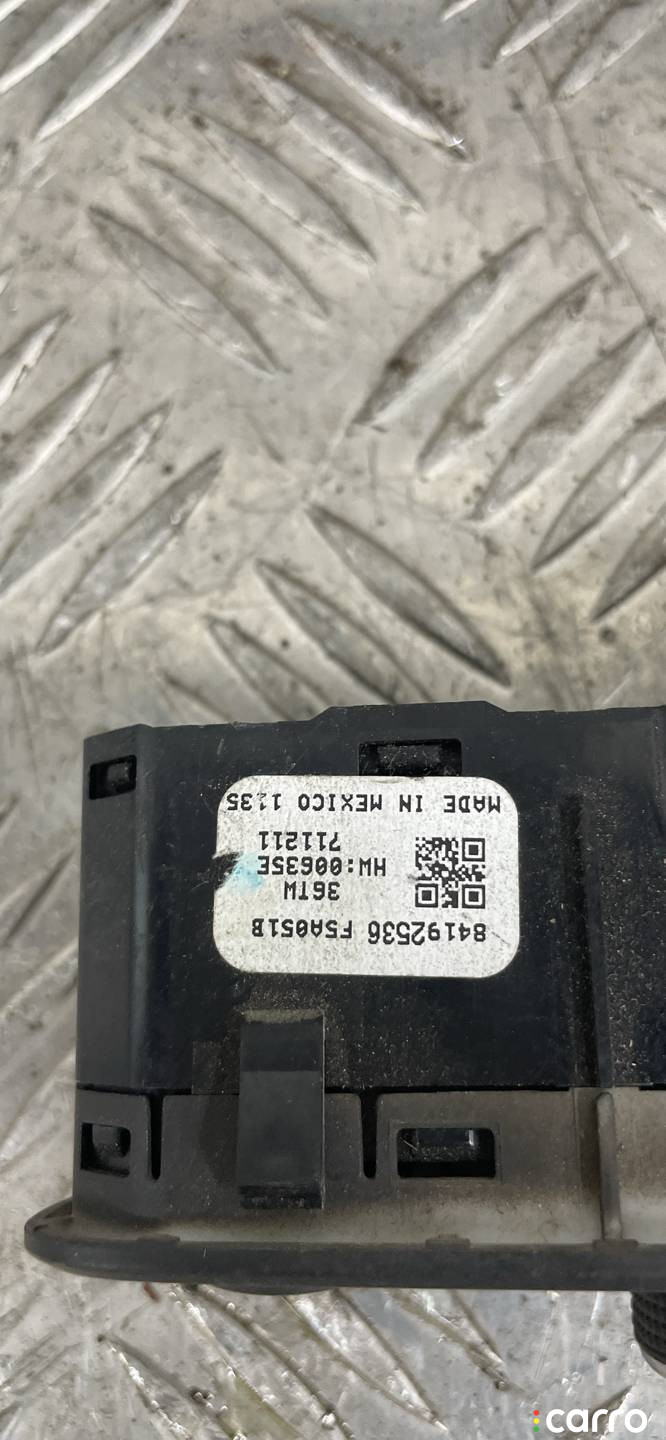 84192536 F5A051B
36TW
HW:00635E
711211
MADE IN MEXICO 1135
carro